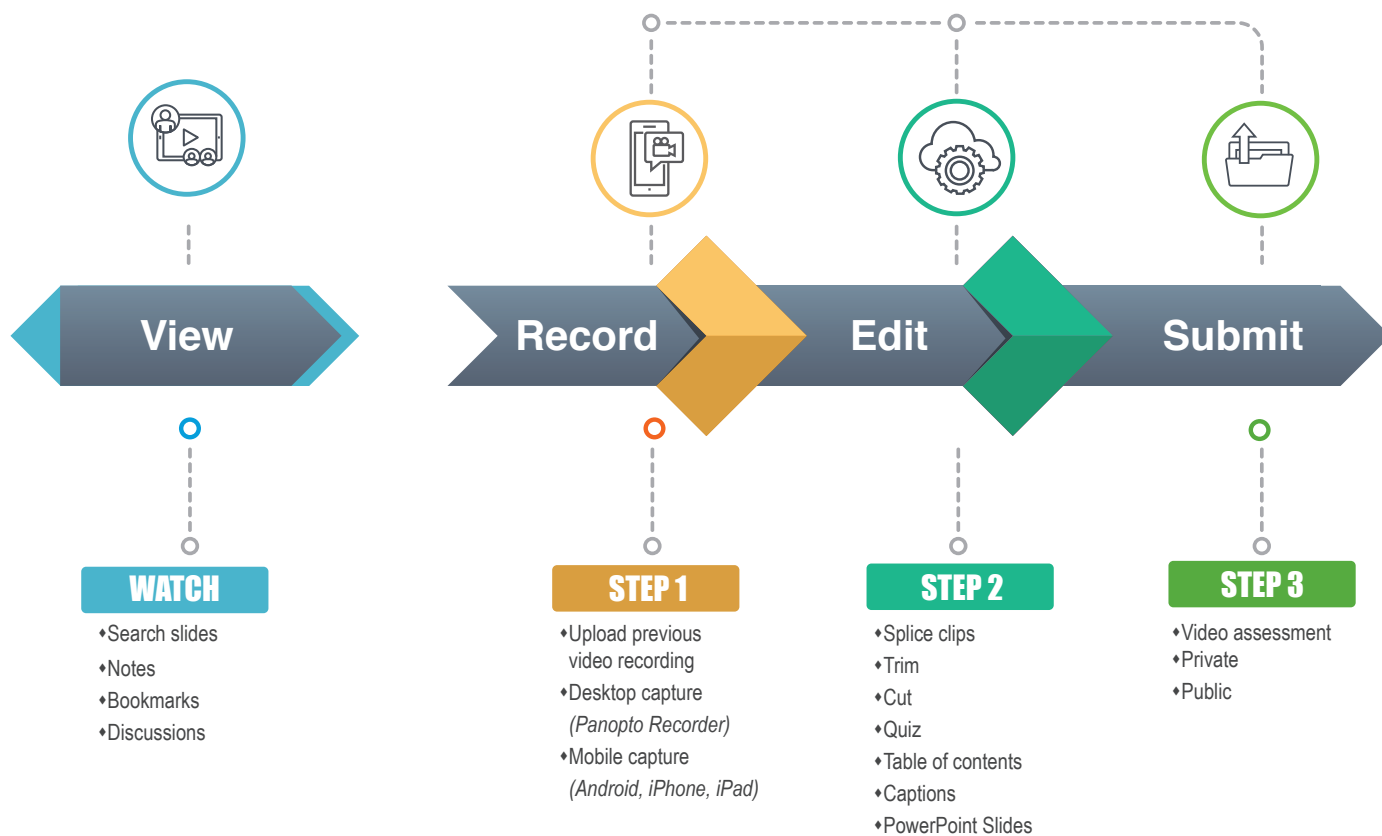 View
Record
Edit
Submit
WATCH
♦Search slides
♦Notes
♦Bookmarks
♦Discussions
STEP 1
♦Upload previous
video recording
♦Desktop capture
(Panopto Recorder)
♦Mobile capture
(Android, iPhone, iPad)
STEP 2
♦Splice clips
♦Trim
♦Cut
♦Quiz
♦Table of contents
♦Captions
♦PowerPoint Slides
STEP 3
♦Video assessment
♦Private
♦Public